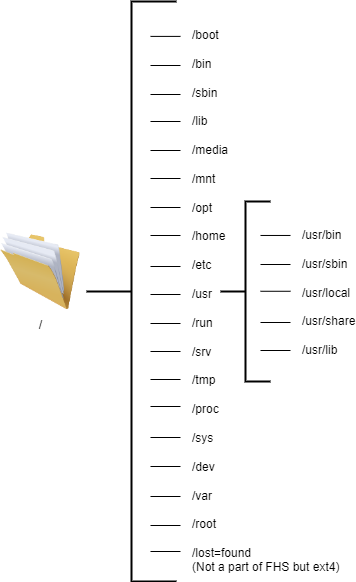 /boot
/bin
/sbin
/lib
/media
/mnt
/opt
/home
/etc
/usr
/run
/srv
/tmp
/proc
/sys
/dev
/var
/root
/lost=found
(Not a part of FHS but ext4)
/usr/bin
/usr/sbin
/usr/local
/usr/share
/usr/lib
/